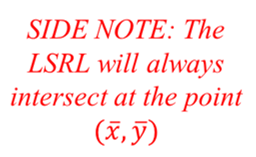 SIDE NOTE: The
LSRL will always
intersect at the point
(x̄, ȳ)